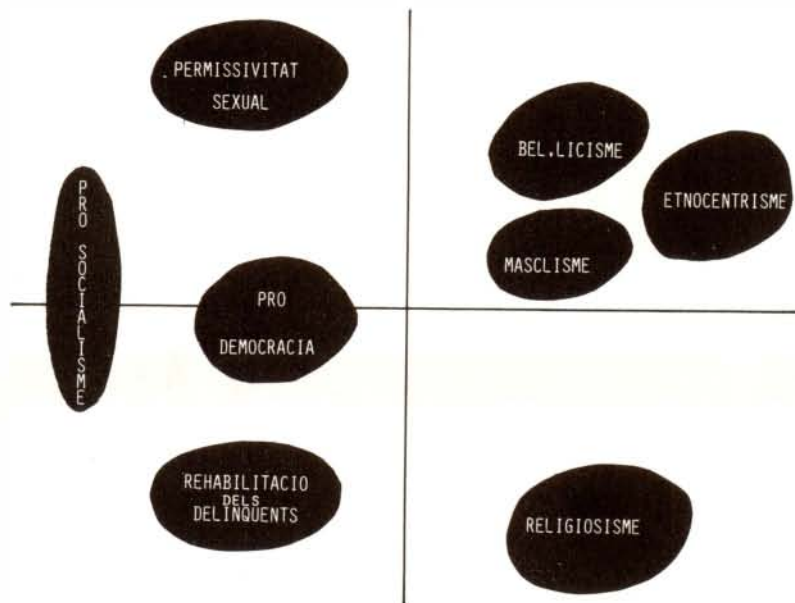 PERMISSIVITAT
SEXUAL
BEL.LICISME
ETNOCENTRISME
MASCLISME
PRO SOCIALISME
PRO
DEMOCRACIA
REHABILITACIO
DELS
DELINQUENTS
RELIGIOSISME